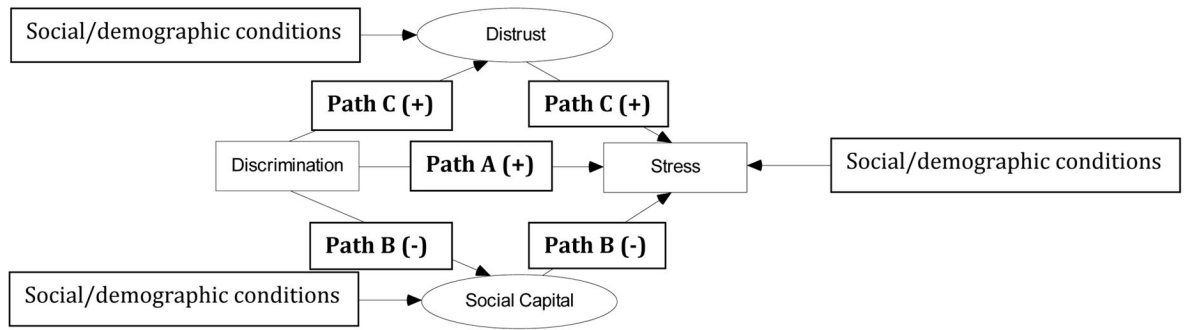 Social/demographic conditions
Distrust
Path C (+)
Path C (+)
Discrimination
Path A (+)
Stress
Social/demographic conditions
Path B (-)
Path B (-)
Social/demographic conditions
Social Capital